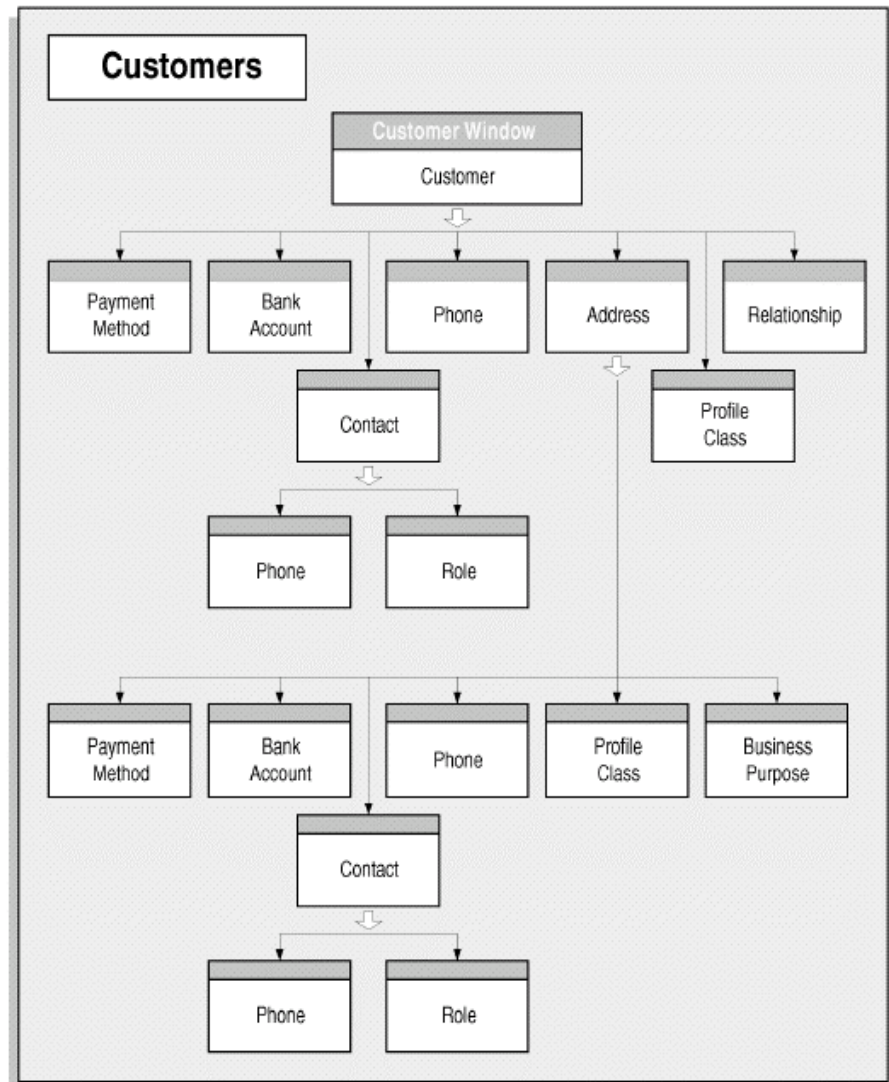 Customers
Customer Window
Customer
Payment
Method
Bank
Account
Phone
Address
Relationship
Contact
Profile
Class
Phone
Role
Payment
Method
Bank
Account
Phone
Profile
Class
Business
Purpose
Contact
Phone
Role